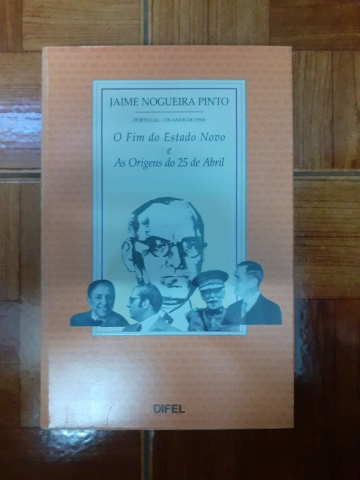 JAIME NOGUEIRA PINTO
PORTUGAL - OS ANOS DO FIM
O Fim do Estado Novo
e
As Origens do 25 de Abril
DIFEL